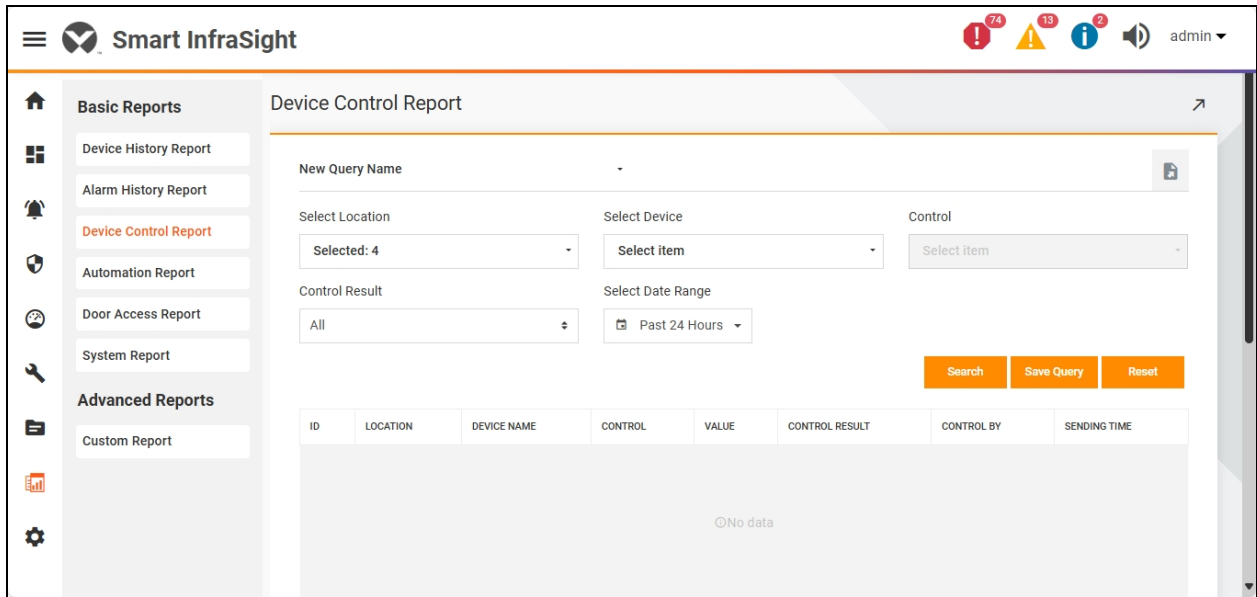 Smart InfraSight
74
13
2
admin
Basic Reports
Device History Report
Alarm History Report
Device Control Report
Automation Report
Door Access Report
System Report
Advanced Reports
Custom Report
Device Control Report
New Query Name
Select Location Select Device Control
Selected: 4 Select item Select item
Control Result Select Date Range
All Past 24 Hours
Search Save Query Reset
ID LOCATION DEVICE NAME CONTROL VALUE CONTROL RESULT CONTROL BY SENDING TIME
No data